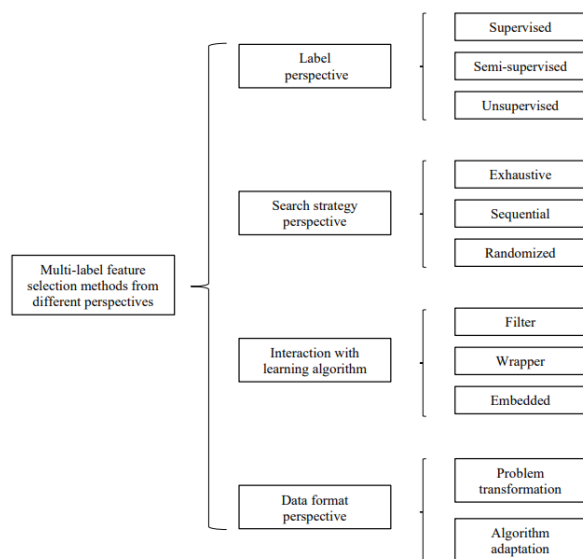 Supervised
Label
perspective
Semi-supervised
Unsupervised
Exhaustive
Search strategy
perspective
Sequential
Randomized
Multi-label feature
selection methods from
different perspectives
Filter
Interaction with
learning algorithm
Wrapper
Embedded
Problem
transformation
Data format
perspective
Algorithm
adaptation